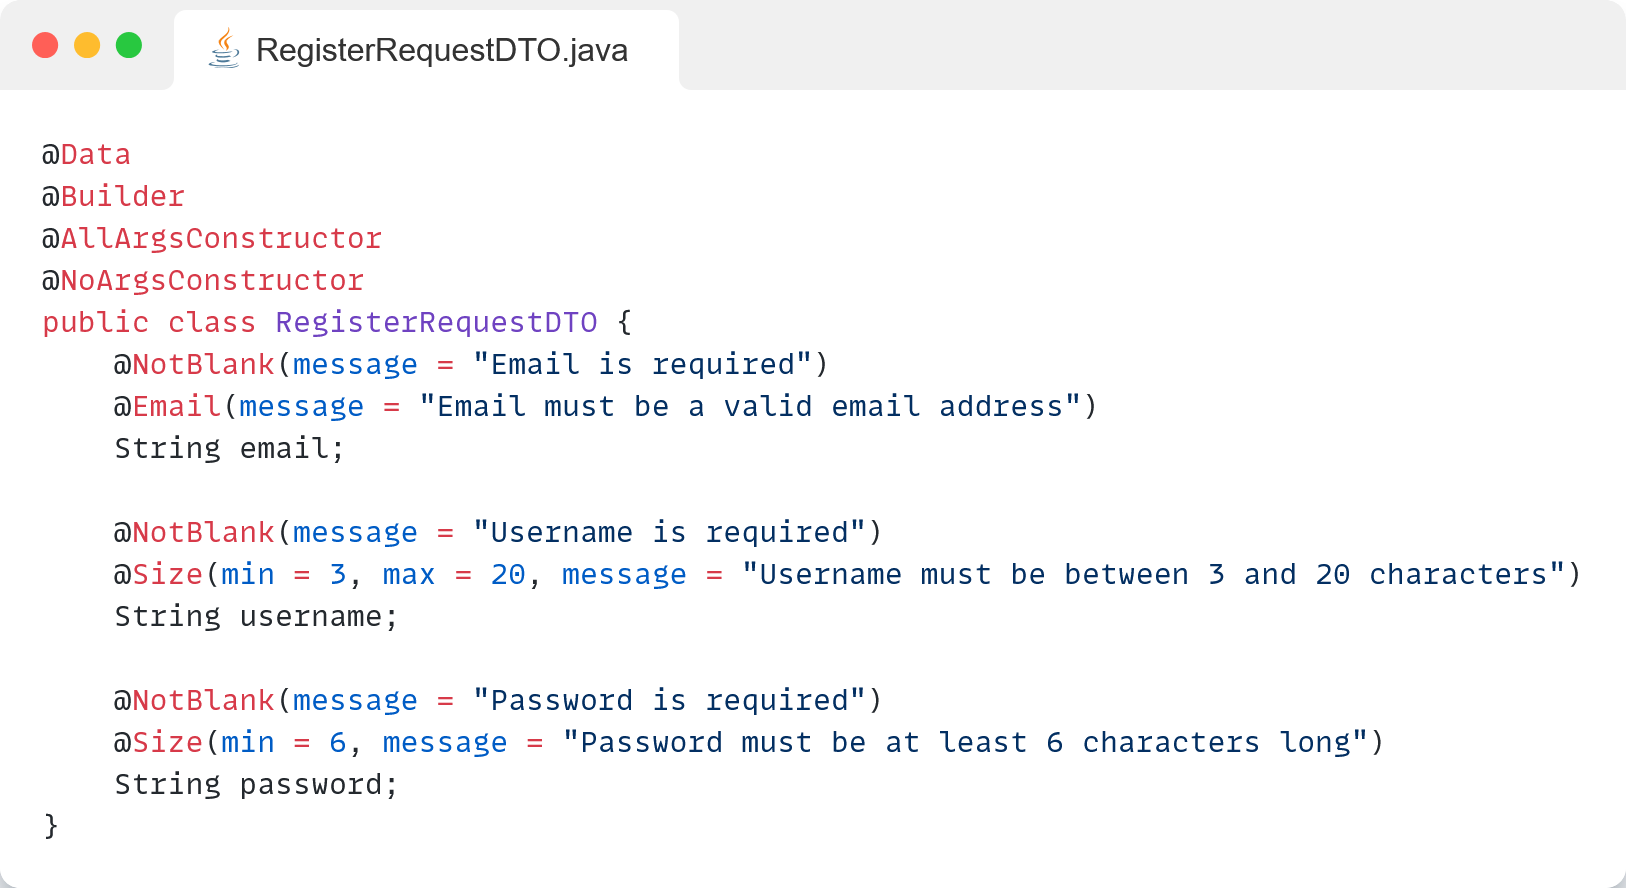 RegisterRequestDTO.java
@Data
@Builder
@AllArgsConstructor
@NoArgsConstructor
public class RegisterRequestDTO {
    @NotBlank(message = "Email is required")
    @Email(message = "Email must be a valid email address")
    String email;

    @NotBlank(message = "Username is required")
    @Size(min = 3, max = 20, message = "Username must be between 3 and 20 characters")
    String username;

    @NotBlank(message = "Password is required")
    @Size(min = 6, message = "Password must be at least 6 characters long")
    String password;
}